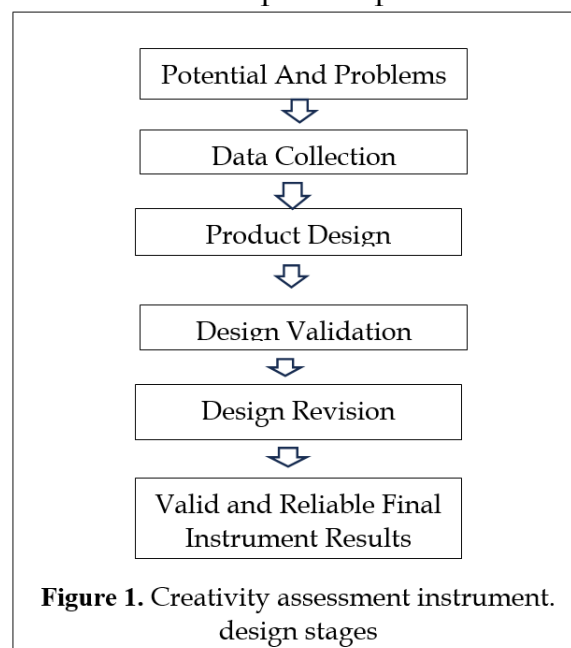 Potential And Problems
Data Collection
Product Design
Design Validation
Design Revision
Valid and Reliable Final
Instrument Results
Figure 1. Creativity assessment instrument.
design stages